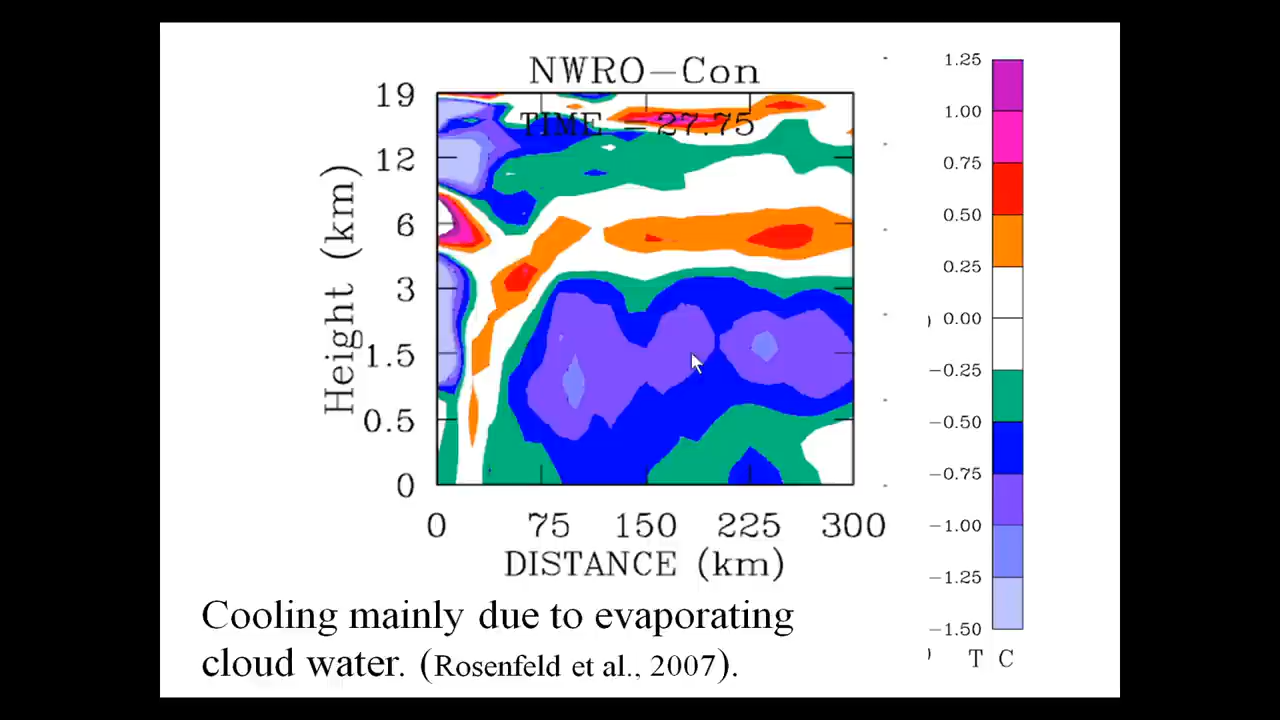 NWRO-Con
TIME = 27.75
19
12
6
3
1.5
0.5
0
Height (km)
0 75 150 225 300
DISTANCE (km)
1.25
1.00
0.75
0.50
0.25
0.00
-0.25
-0.50
-0.75
-1.00
-1.25
-1.50
T C
Cooling mainly due to evaporating
cloud water. (Rosenfeld et al., 2007).